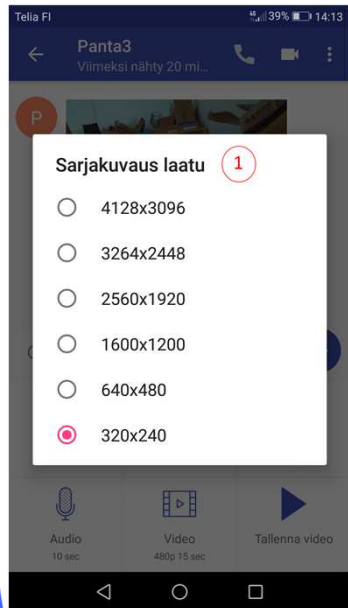 Telia FI 39% 14:13
Panta3
Viimeksi nähty 20 mi...
P
Sarjakuvaus laatu 1
4128x3096
3264x2448
2560x1920
1600x1200
640x480
320x240
Audio Video Tallenna video
10 sec 480p 15 sec